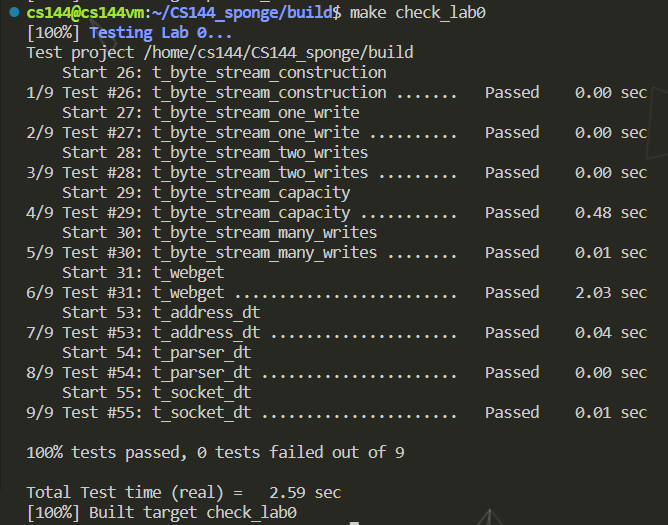 cs144@cs144vm:~/CS144_sponge/build$ make check_lab0
[100%] Testing Lab 0...
Test project /home/cs144/CS144_sponge/build
    Start 26: t_byte_stream_construction
1/9 Test #26: t_byte_stream_construction .......   Passed    0.00 sec
    Start 27: t_byte_stream_one_write
2/9 Test #27: t_byte_stream_one_write ..........   Passed    0.00 sec
    Start 28: t_byte_stream_two_writes
3/9 Test #28: t_byte_stream_two_writes .........   Passed    0.00 sec
    Start 29: t_byte_stream_capacity
4/9 Test #29: t_byte_stream_capacity ...........   Passed    0.48 sec
    Start 30: t_byte_stream_many_writes
5/9 Test #30: t_byte_stream_many_writes ........   Passed    0.01 sec
    Start 31: t_webget
6/9 Test #31: t_webget .........................   Passed    2.03 sec
    Start 53: t_address_dt
7/9 Test #53: t_address_dt .....................   Passed    0.04 sec
    Start 54: t_parser_dt
8/9 Test #54: t_parser_dt ......................   Passed    0.00 sec
    Start 55: t_socket_dt
9/9 Test #55: t_socket_dt ......................   Passed    0.01 sec

100% tests passed, 0 tests failed out of 9

Total Test time (real) =   2.59 sec
[100%] Built target check_lab0